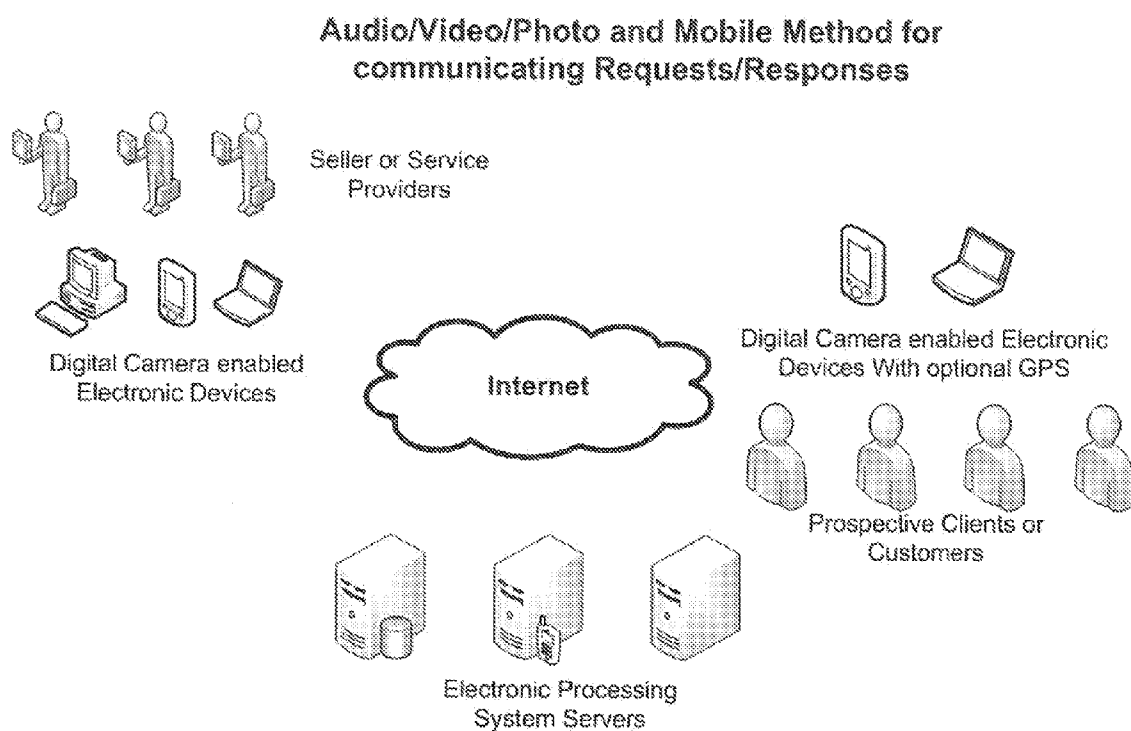 Audio/Video/Photo and Mobile Method for
communicating Requests/Responses
Seller or Service
Providers
Digital Camera enabled
Electronic Devices
Internet
Digital Camera enabled Electronic
Devices With optional GPS
Prospective Clients or
Customers
Electronic Processing
System Servers